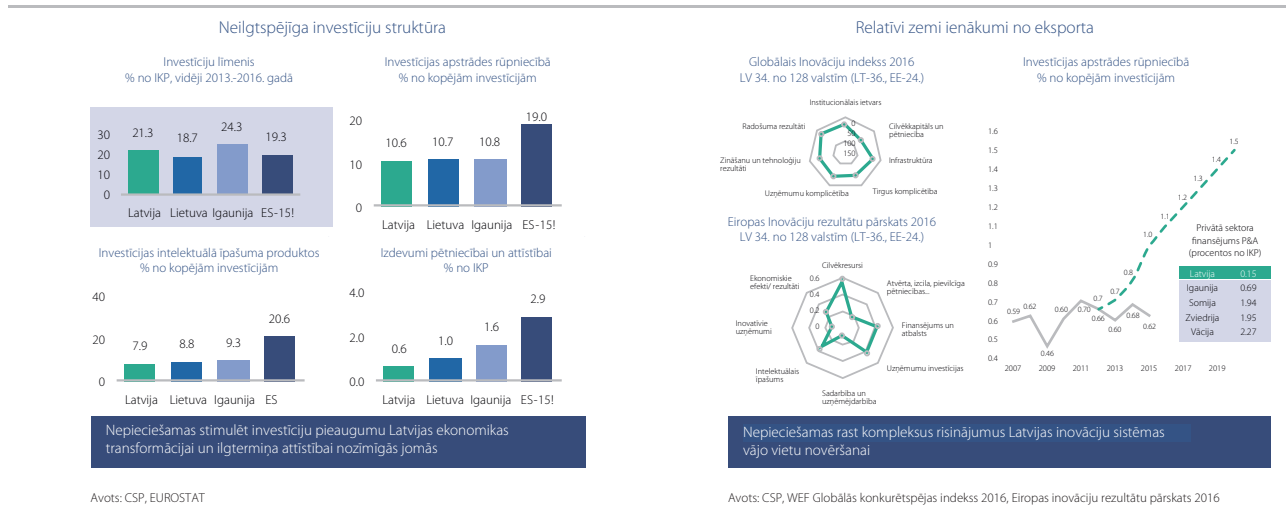 Neilgtspējīga investīciju struktūra
Investīciju līmenis
% no IKP, vidēji 2013.-2016. gadā
30
20
10
0
21.3
18.7
24.3
19.3
Latvija Lietuva Igaunija ES-15!
Investīcijas apstrādes rūpniecībā
% no kopējām investīcijām
20
10
0
10.6
10.7
10.8
19.0
Latvija Lietuva Igaunija ES-15!
Investīcijas intelektuālā īpašuma produktos
% no kopējām investīcijām
40
20
0
7.9
8.8
9.3
20.6
Latvija Lietuva Igaunija ES
Izdevumi pētniecībai un attīstībai
% no IKP
4.0
2.0
0.0
0.6
1.0
1.6
2.9
Latvija Lietuva Igaunija ES-15!
Nepieciešamas stimulēt investīciju pieaugumu Latvijas ekonomikas
transformācijai un ilgtermiņa attīstībai nozīmīgās jomās
Avots: CSP, EUROSTAT
Relatīvi zemi ienākumi no eksporta
Globālais Inovāciju indekss 2016
LV 34. no 128 valstīm (LT-36., EE-24.)
Institucionālais ietvars
Cilvēkkapitāls un
pētniecība
Infrastruktūra
Tirgus komplicētība
Uzņēmumu komplicētība
Zināšanu un tehnoloģiju
rezultāti
Radošuma rezultāti
0
50
100
150
Eiropas Inovāciju rezultātu pārskats 2016
LV 34. no 128 valstīm (LT-36., EE-24.)
Cilvēkresursi
Atvērta, izcila, pievilcīga
pētniecības...
Finansējums un
atbalsts
Uzņēmumu investīcijas
Sadarbība un
uzņēmējdarbība
Intelektuālais
īpašums
Inovatīvie
uzņēmumi
Ekonomiskie
efekti/ rezultāti
0.6
0.4
0.2
0
Investīcijas apstrādes rūpniecībā
% no kopējām investīcijām
1.6
1.5
1.4
1.3
1.2
1.1
1
0.9
0.8
0.7
0.6
0.5
0.4
0.59
0.62
0.46
0.60
0.70
0.66
0.60
0.68
0.62
0.7
0.7
0.8
1.0
1.1
1.2
1.3
1.4
1.5
2007 2009 2011 2013 2015 2017 2019
Privātā sektora
finansējums P&A
(procentos no IKP)
Latvija 0.15
Igaunija 0.69
Somija 1.94
Zviedrija 1.95
Vācija 2.27
Nepieciešamas rast kompleksus risinājumus Latvijas inovāciju sistēmas
vājo vietu novēršanai
Avots: CSP, WEF Globālās konkurētspējas indekss 2016, Eiropas inovāciju rezultātu pārskats 2016